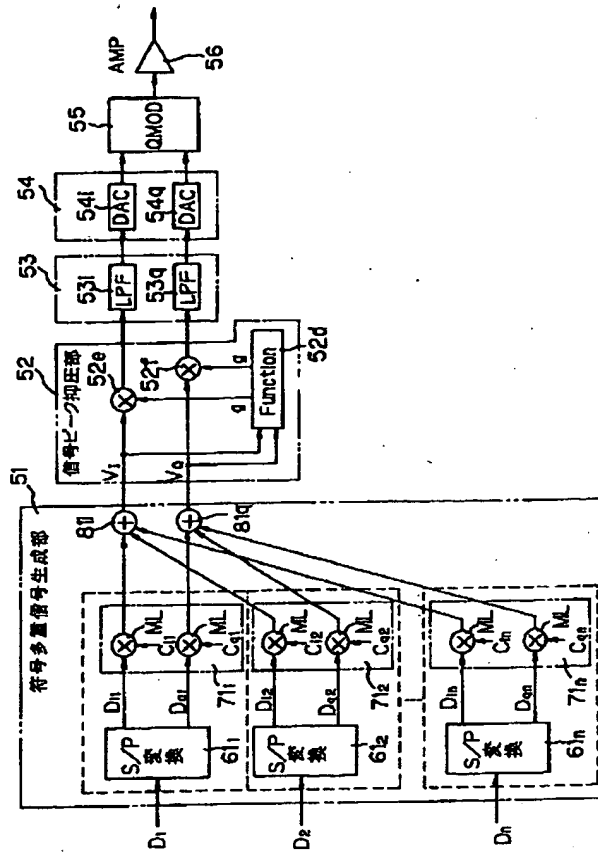 51
符号多重信号生成部
D1
S/P
変換
611
Di1
Dq1
ML
Ci1
ML
Cq1
711
D2
S/P
変換
612
Di2
Dq2
ML
Ci2
ML
Cq2
712
Dn
S/P
変換
61n
Din
Dqn
ML
Cin
ML
Cqn
71n
81i
81q
VI
VQ
52
信号ピーク抑圧部
52e
52f
g
g
Function
52d
53
53i
LPF
53q
LPF
54
54i
DAC
54q
DAC
55
QMOD
AMP
56